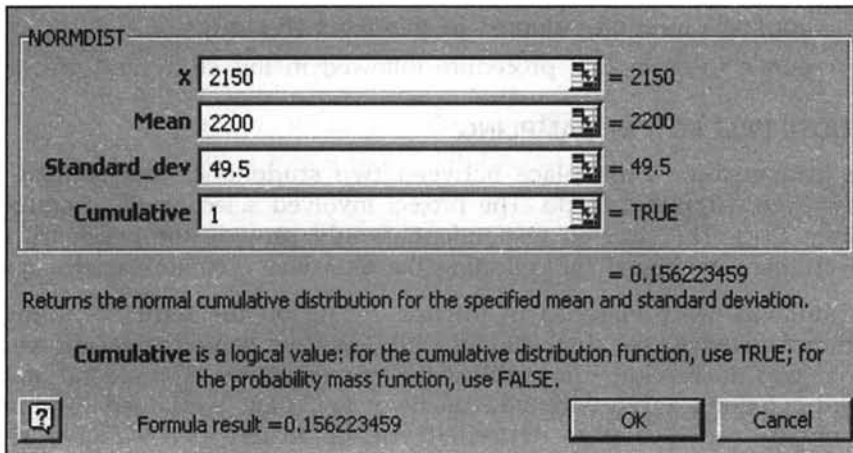 NORMDIST
X 2150 = 2150
Mean 2200 = 2200
Standard_dev 49.5 = 49.5
Cumulative 1 = TRUE
= 0.156223459
Returns the normal cumulative distribution for the specified mean and standard deviation.
Cumulative is a logical value: for the cumulative distribution function, use TRUE; for
the probability mass function, use FALSE.
? Formula result =0.156223459 OK Cancel